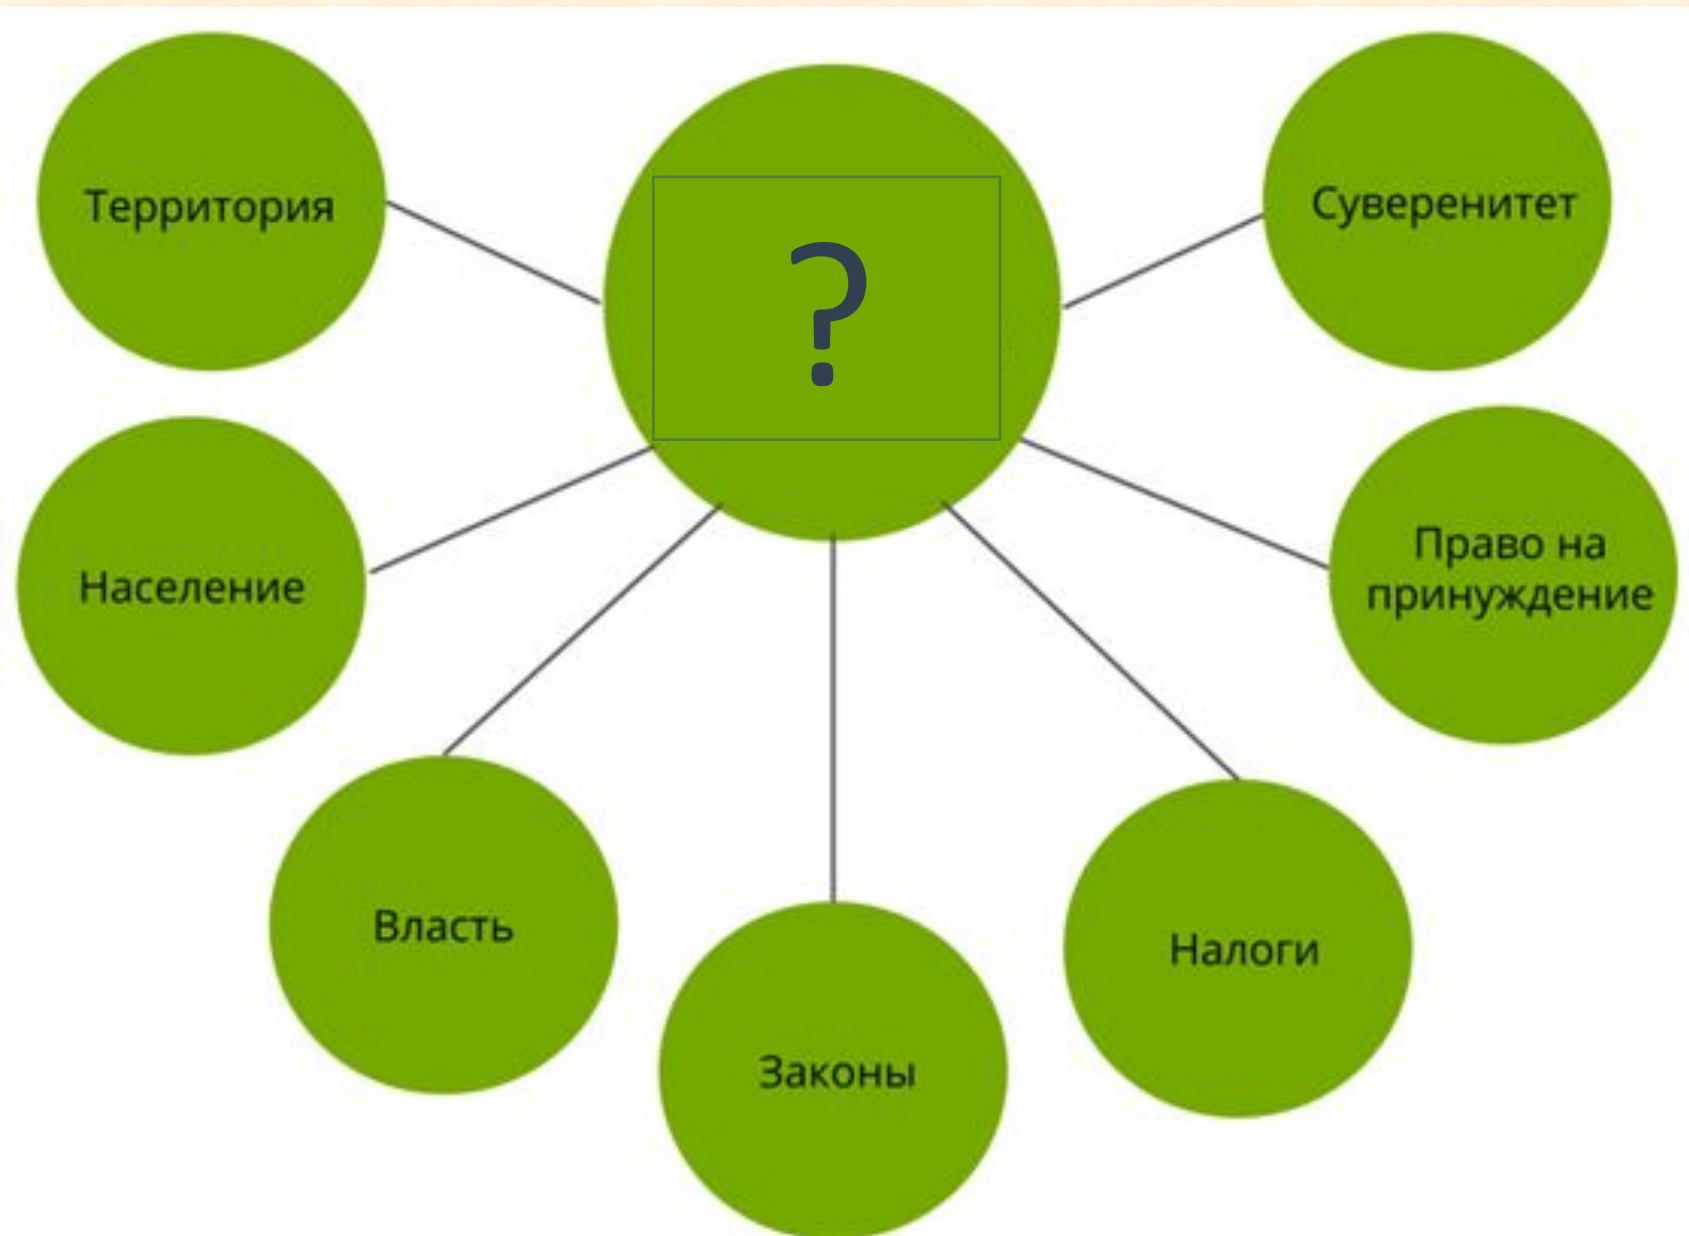 Территория
?
Суверенитет
Население
Право на
принуждение
Власть
Законы
Налоги